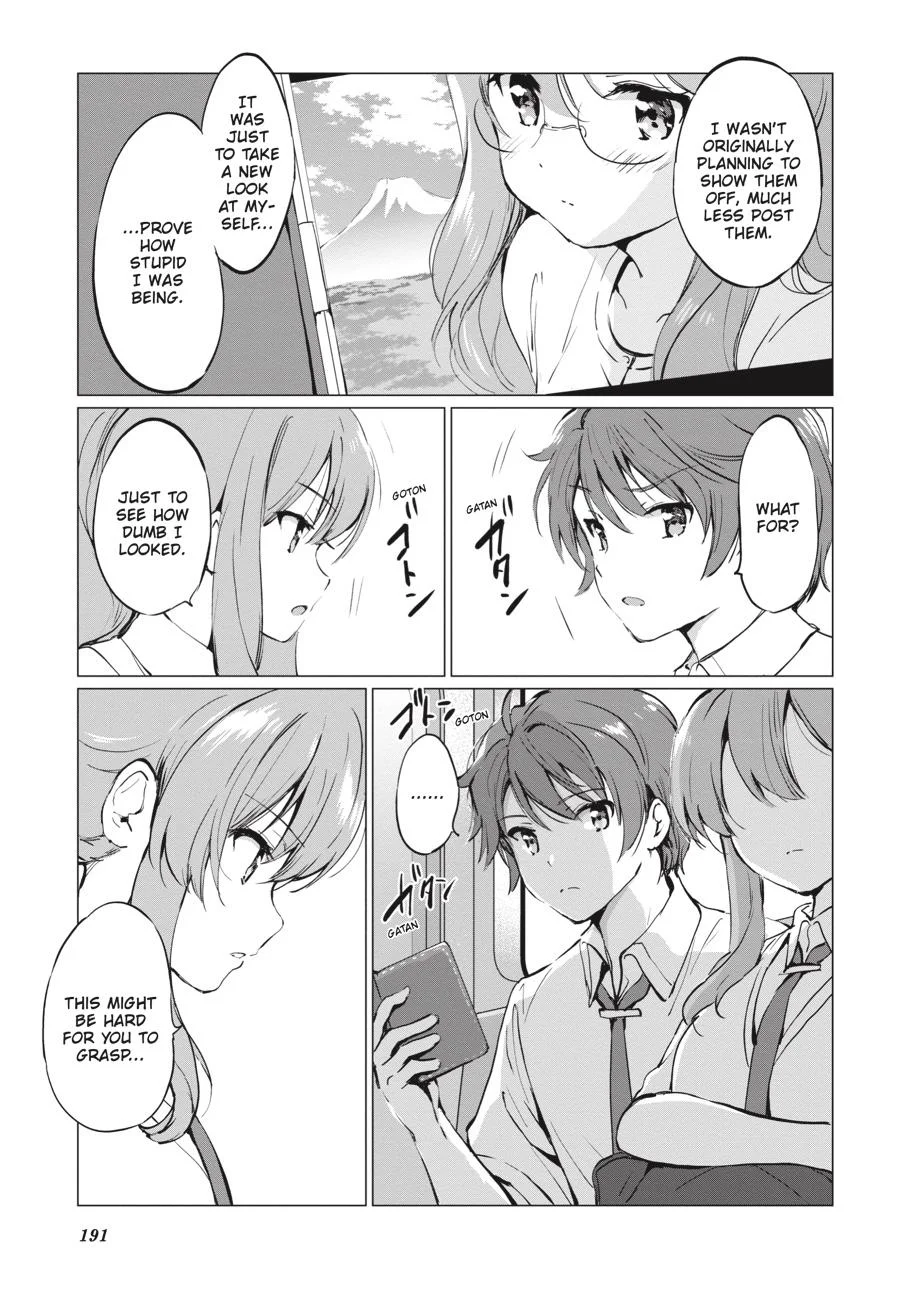 I WASN'T
ORIGINALLY
PLANNING TO
SHOW THEM
OFF, MUCH
LESS POST
THEM.
IT
WAS
JUST
TO TAKE
A NEW
LOOK
AT MY-
SELF...
...PROVE
HOW
STUPID
I WAS
BEING.
WHAT
FOR?
GATAN
ガタン
GOTON
ゴトン
JUST TO
SEE HOW
DUMB I
LOOKED.
ゴトーン
GOTON
......
ガターン
GATAN
THIS MIGHT
BE HARD
FOR YOU TO
GRASP...
191